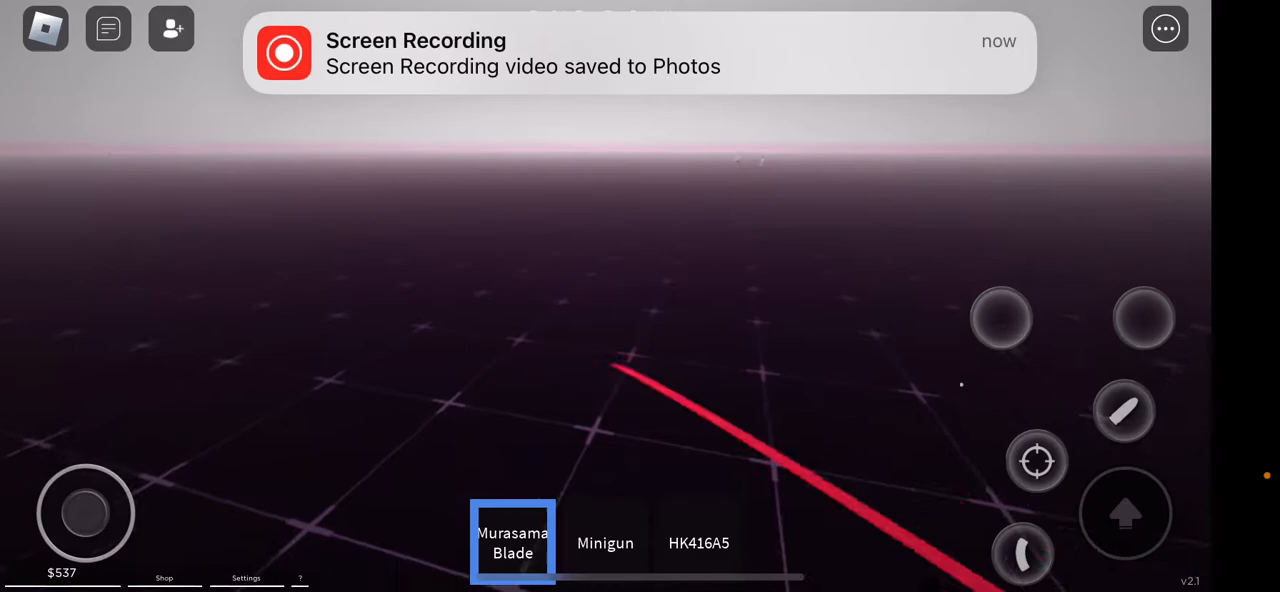 Screen Recording
now
Screen Recording video saved to Photos
Murasama
Blade
Minigun
HK416A5
$537
Shop
Settings
?
v2.1